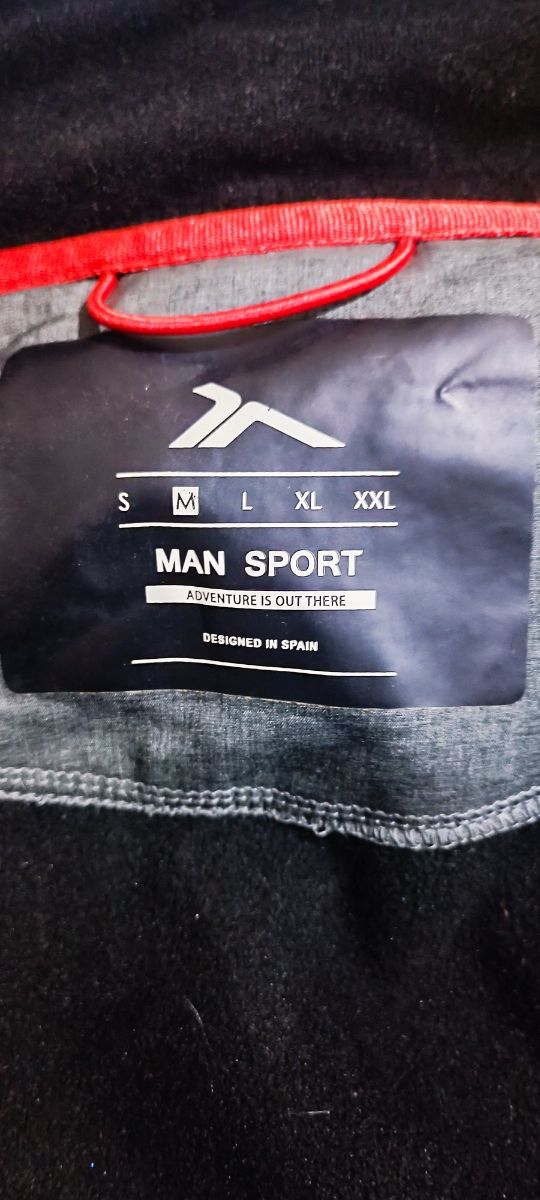 S M L XL XXL
MAN SPORT
ADVENTURE IS OUT THERE
DESIGNED IN SPAIN